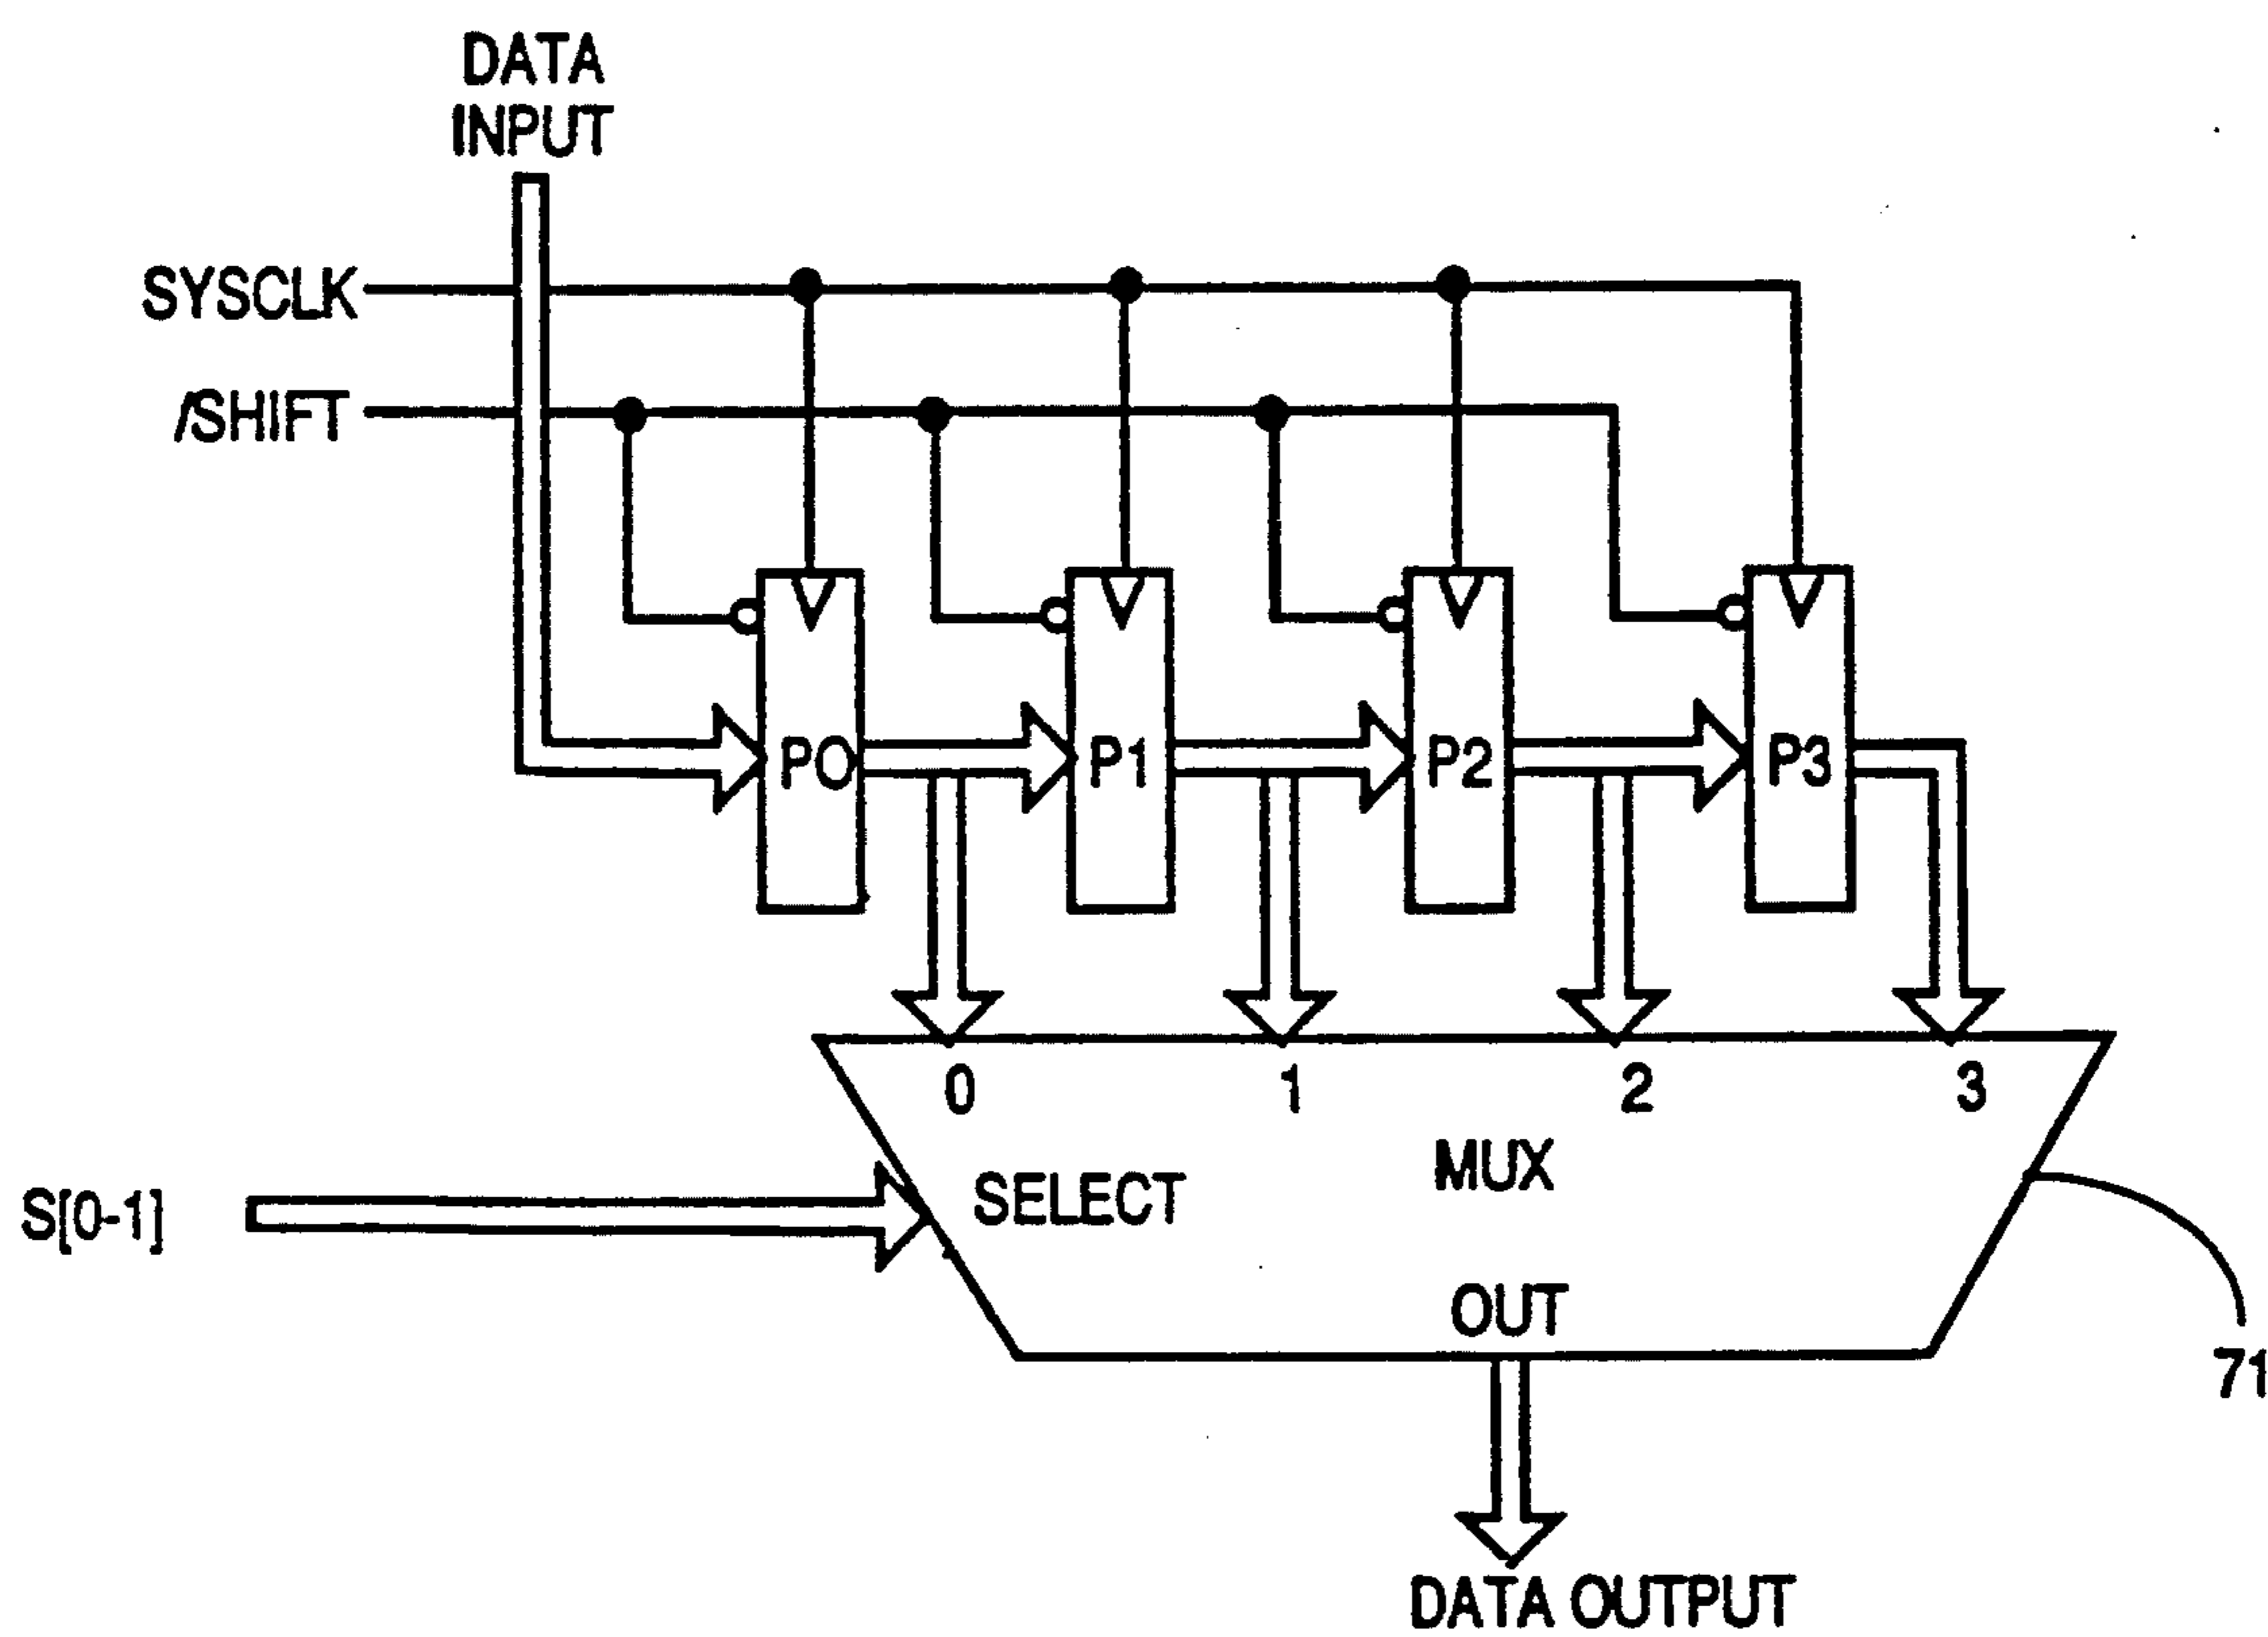 DATA
INPUT
SYSCLK
/SHIFT
P0 P1 P2 P3
0 1 2 3
MUX
S[0-1] SELECT
OUT
71
DATA OUTPUT